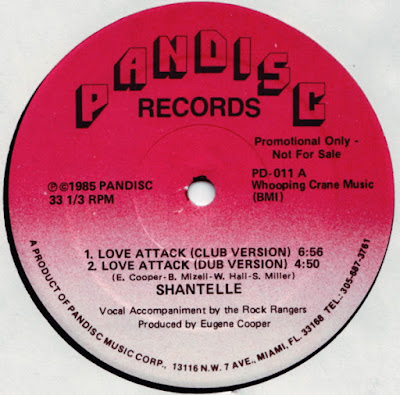 PANDISC
RECORDS
Promotional Only -
Not For Sale
℗©1985 PANDISC
33 1/3 RPM
PD-011 A
Whooping Crane Music
(BMI)
1. LOVE ATTACK (CLUB VERSION) 6:56
2. LOVE ATTACK (DUB VERSION) 4:50
(E. Cooper-B. Mizell-W. Hall-S. Miller)
SHANTELLE
Vocal Accompaniment by the Rock Rangers
Produced by Eugene Cooper
A PRODUCT OF PANDISC MUSIC CORP., 13116 N.W. 7 AVE., MIAMI, FL. 33168 TEL.: 305-687-3761